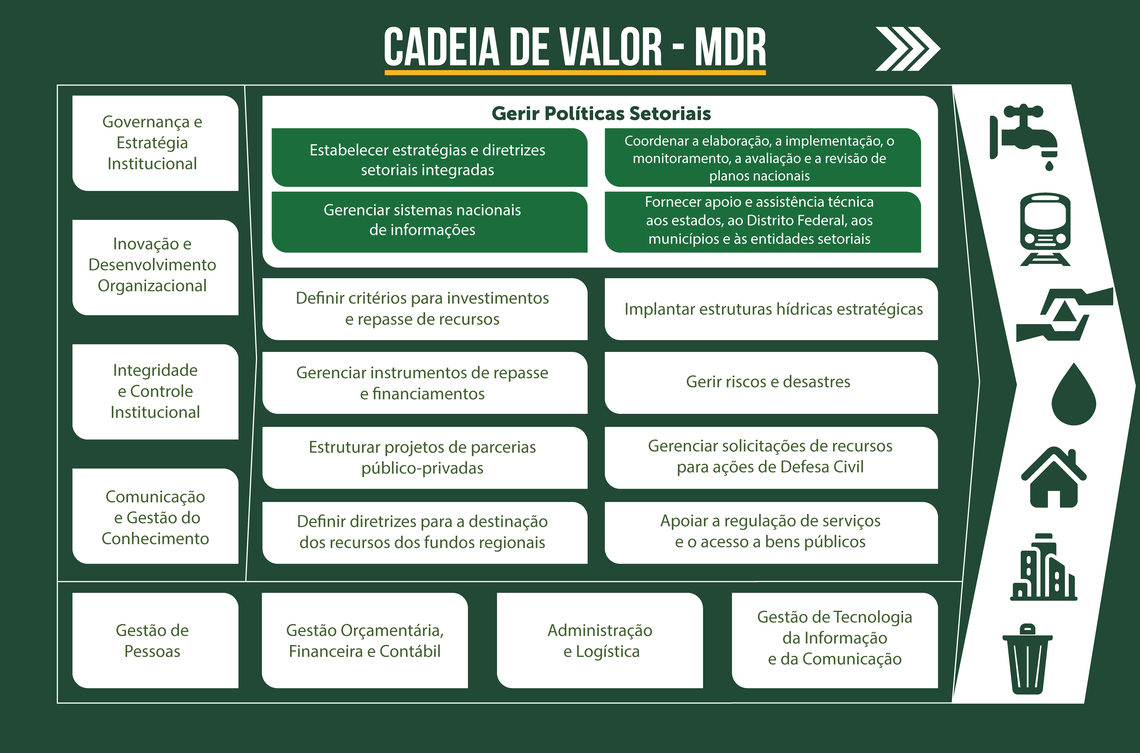 CADEIA DE VALOR - MDR
Governança e
Estratégia
Institucional
Inovação e
Desenvolvimento
Organizacional
Integridade
e Controle
Institucional
Comunicação
e Gestão do
Conhecimento
Gerir Políticas Setoriais
Estabelecer estratégias e diretrizes
setoriais integradas
Coordenar a elaboração, a implementação, o
monitoramento, a avaliação e a revisão de
planos nacionais
Gerenciar sistemas nacionais
de informações
Fornecer apoio e assistência técnica
aos estados, ao Distrito Federal, aos
municípios e às entidades setoriais
Definir critérios para investimentos
e repasse de recursos
Implantar estruturas hídricas estratégicas
Gerenciar instrumentos de repasse
e financiamentos
Gerir riscos e desastres
Estruturar projetos de parcerias
público-privadas
Gerenciar solicitações de recursos
para ações de Defesa Civil
Definir diretrizes para a destinação
dos recursos dos fundos regionais
Apoiar a regulação de serviços
e o acesso a bens públicos
Gestão de
Pessoas
Gestão Orçamentária,
Financeira e Contábil
Administração
e Logística
Gestão de Tecnologia
da Informação
e da Comunicação